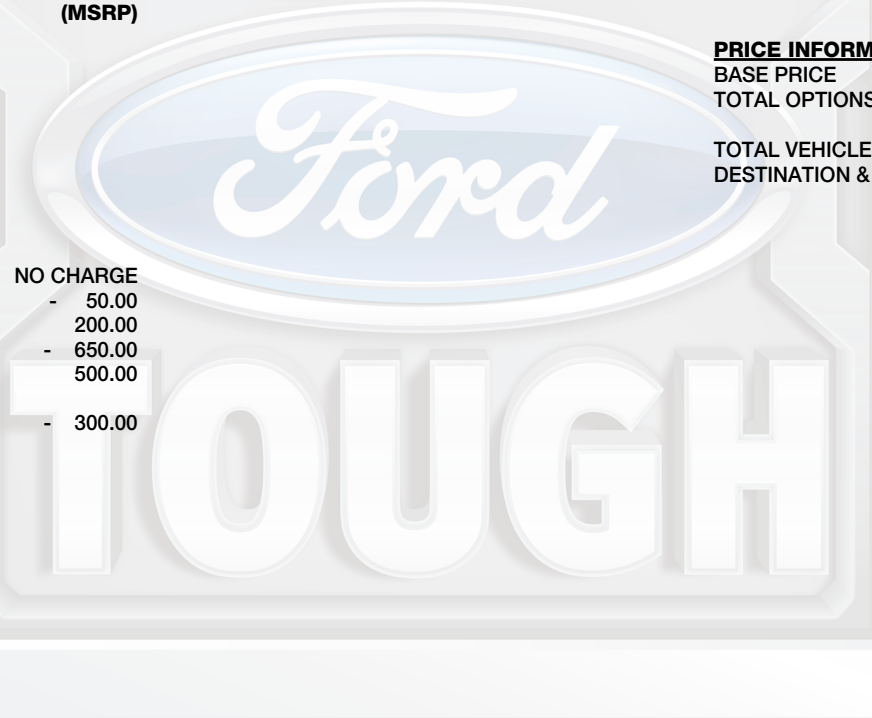 (MSRP)
PRICE INFORM
BASE PRICE
TOTAL OPTIONS
TOTAL VEHICLE
DESTINATION &
NO CHARGE
- 50.00
200.00
- 650.00
500.00
- 300.00
Ford
TOUGH